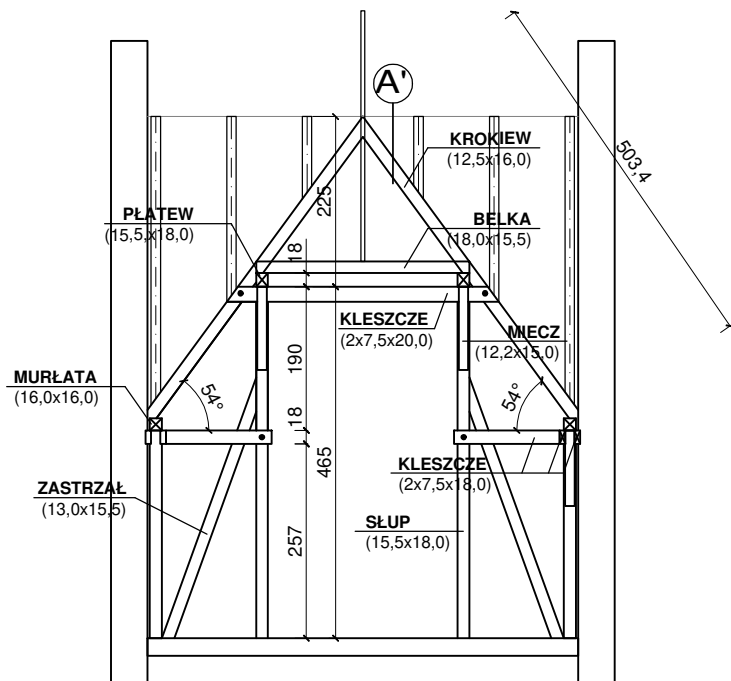 A'
503,4
KROKIEW
(12,5x16,0)
225
PŁATEW
(15,5,x18,0)
BELKA
(18,0x15,5)
18
KLESZCZE
(2x7,5x20,0)
MIECZ
(12,2x15,0)
190
MURŁATA
(16,0x16,0)
54°
54°
18
465
KLESZCZE
(2x7,5x18,0)
ZASTRZAŁ
(13,0x15,5)
257
SŁUP
(15,5x18,0)